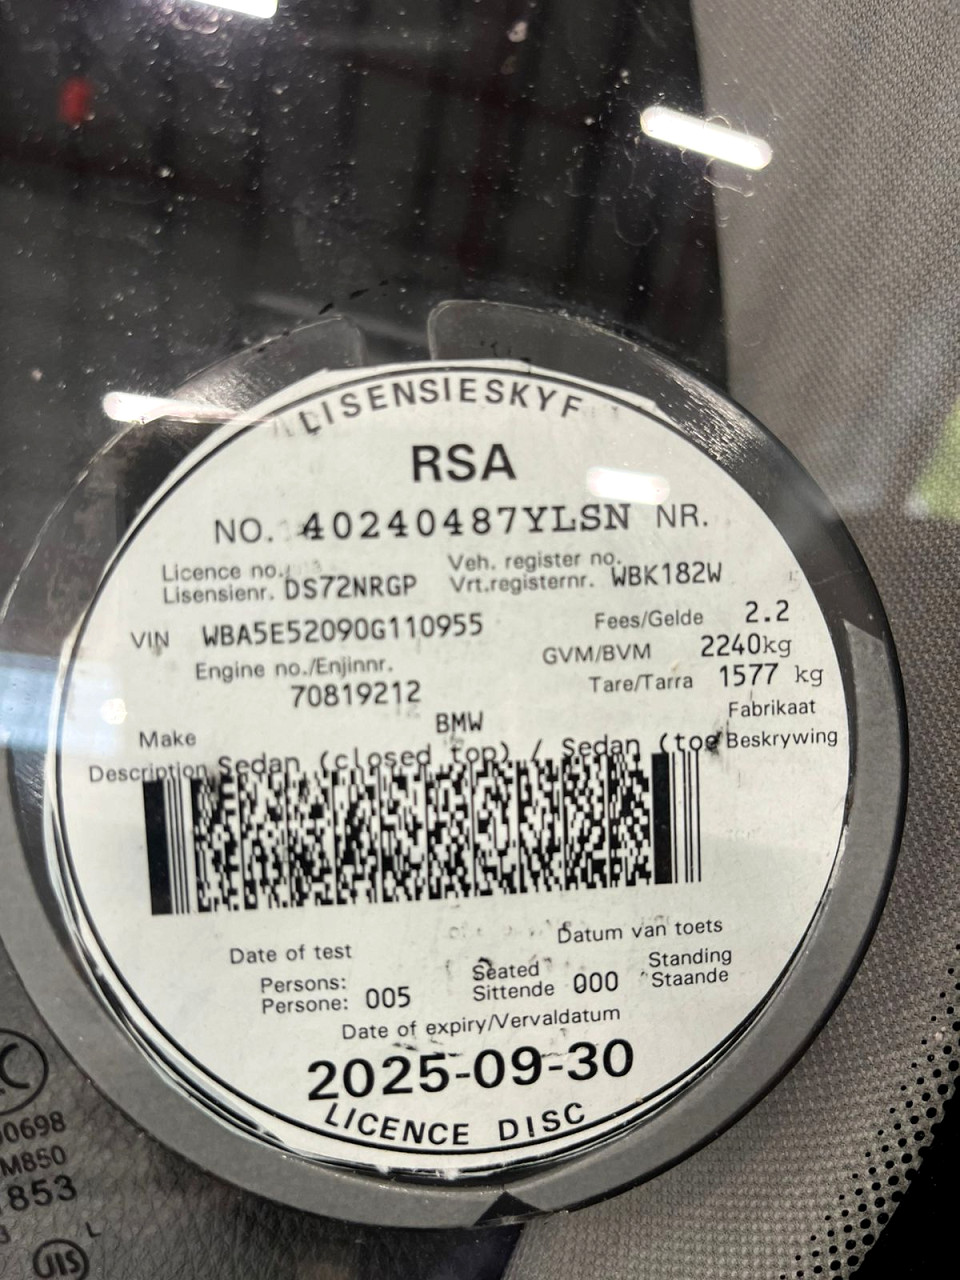 LISENSIESKYF
RSA
NO. 40240487YLSN NR.
Licence no. Veh. register no.
Lisensienr. DS72NRGP Vrt.registernr. WBK182W
VIN WBA5E52090G110955 Fees/Gelde 2.2
Engine no./Enjinnr. GVM/BVM 2240kg
70819212 Tare/Tarra 1577 kg
BMW Fabrikaat
Make
Description Sedan (closed top) / Sedan (toe Beskrywing
Date of test Datum van toets
Persons: Seated Standing
Persone: 005 Sittende 000 Staande
Date of expiry/Vervaldatum
2025-09-30
LICENCE DISC
0698
M850
853
L
JIS